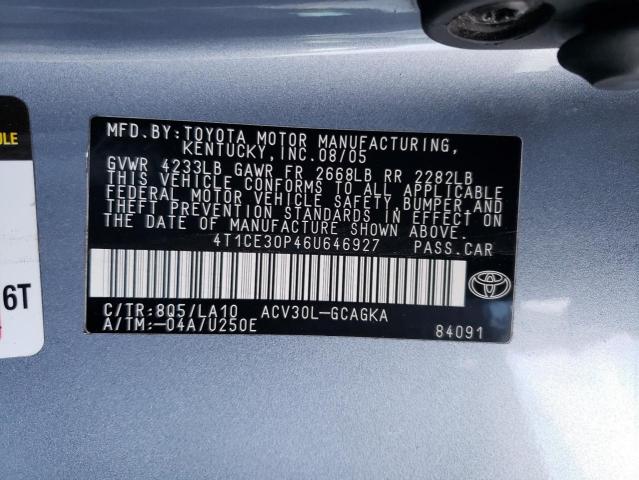 ULE
6T
MFD.BY:TOYOTA MOTOR MANUFACTURING,
KENTUCKY, INC.08/05
GVWR 4233LB GAWR FR 2668LB RR 2282LB
THIS VEHICLE CONFORMS TO ALL APPLICABLE
FEDERAL MOTOR VEHICLE SAFETY,BUMPER, AND
THEFT PREVENTION STANDARDS IN EFFECT ON
THE DATE OF MANUFACTURE SHOWN ABOVE.
4T1CE30P46U646927 PASS.CAR
C/TR:8Q5/LA10 ACV30L-GCAGKA
A/TM:-04A/U250E 84091